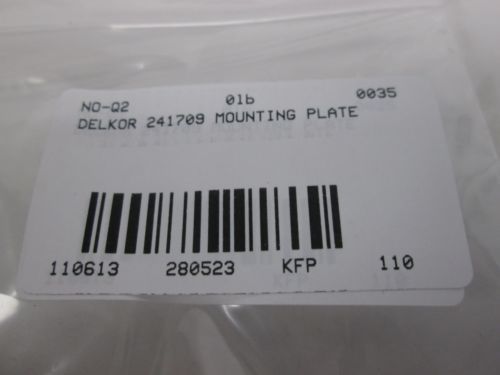 NO-Q2 01b 0035
DELKOR 241709 MOUNTING PLATE
110613 280523 KFP 110